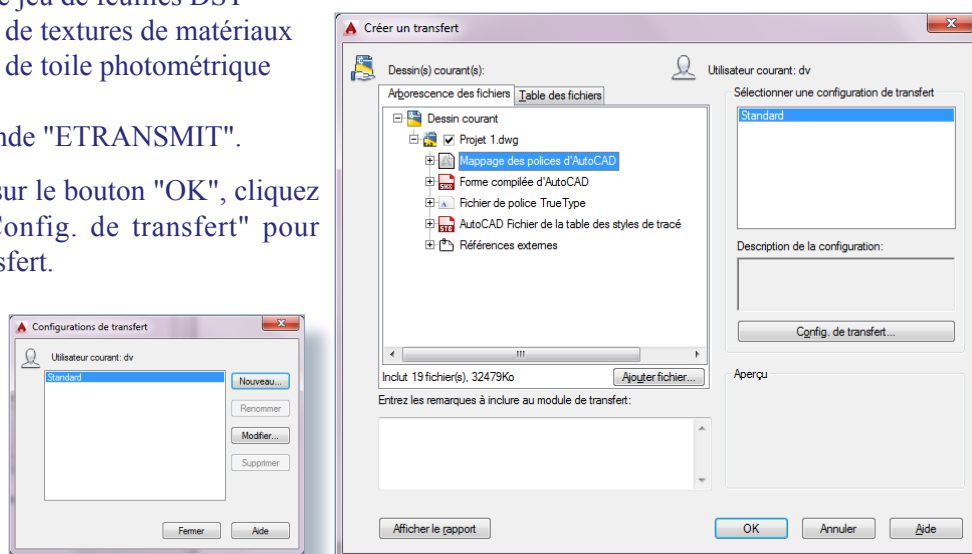 e jeu de feuilles DST
de textures de matériaux
de toile photométrique
nde "ETRANSMIT".
sur le bouton "OK", cliquez
Config. de transfert" pour
sfert.
Configurations de transfert
Utilisateur courant: dv
Standard
Nouveau...
Renommer
Modifier...
Supprimer
Fermer
Aide
Créer un transfert
Dessin(s) courant(s):
Utilisateur courant: dv
Arborescence des fichiers
Table des fichiers
Dessin courant
Projet 1.dwg
Mappage des polices d'AutoCAD
Forme compilée d'AutoCAD
Fichier de police TrueType
AutoCAD Fichier de la table des styles de tracé
Références externes
Inclut 19 fichier(s), 32479Ko
Ajouter fichier...
Entrez les remarques à inclure au module de transfert:
Afficher le rapport
Sélectionner une configuration de transfert
Standard
Description de la configuration:
Config. de transfert...
Aperçu
OK
Annuler
Aide